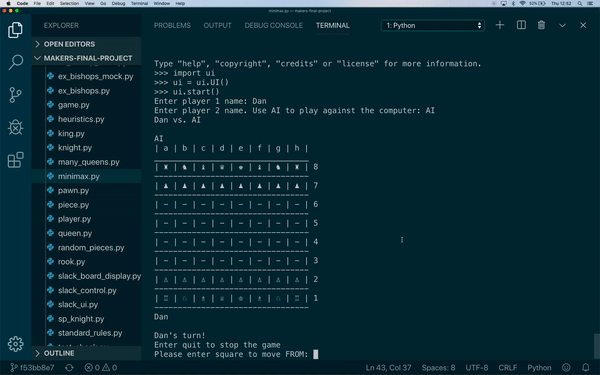 Code File Edit Selection View Go Debug Terminal Window Help
Thu 12:52
minimax.py — makers-final-project
EXPLORER
OPEN EDITORS
MAKERS-FINAL-PROJECT
ex_bishops_mock.py
ex_bishops.py
game.py
heuristics.py
king.py
knight.py
many_queens.py
minimax.py
pawn.py
piece.py
player.py
queen.py
random_pieces.py
rook.py
slack_board_display.py
slack_control.py
slack_ui.py
sp_knight.py
standard_rules.py
OUTLINE
PROBLEMS OUTPUT DEBUG CONSOLE TERMINAL 1: Python
Type "help", "copyright", "credits" or "license" for more information.
>>> import ui
>>> ui = ui.UI()
>>> ui.start()
Enter player 1 name: Dan
Enter player 2 name. Use AI to play against the computer: AI
Dan vs. AI
AI
| a | b | c | d | e | f | g | h |
| ♜ | ♞ | ♝ | ♛ | ♚ | ♝ | ♞ | ♜ | 8
| ♟ | ♟ | ♟ | ♟ | ♟ | ♟ | ♟ | ♟ | 7
| – | – | – | – | – | – | – | – | 6
| – | – | – | – | – | – | – | – | 5
| – | – | – | – | – | – | – | – | 4
| – | – | – | – | – | – | – | – | 3
| ♙ | ♙ | ♙ | ♙ | ♙ | ♙ | ♙ | ♙ | 2
| ♖ | ♘ | ♗ | ♕ | ♔ | ♗ | ♘ | ♖ | 1
Dan
Dan's turn!
Enter quit to stop the game
Please enter square to move FROM:
f53bb8e7 0 0 Ln 43, Col 37 Spaces: 8 UTF-8 CRLF Python